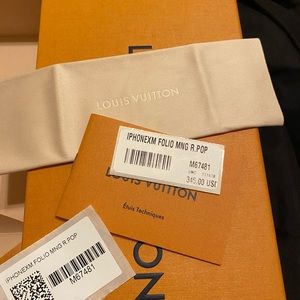 LOUIS VUITTON
IPHONEXM FOLIO MNG R.POP
M67481
345.00 USD
LOUIS VUITTON
Étuis Techniques
IPHONEXM FOLIO MNG R.POP
M67481